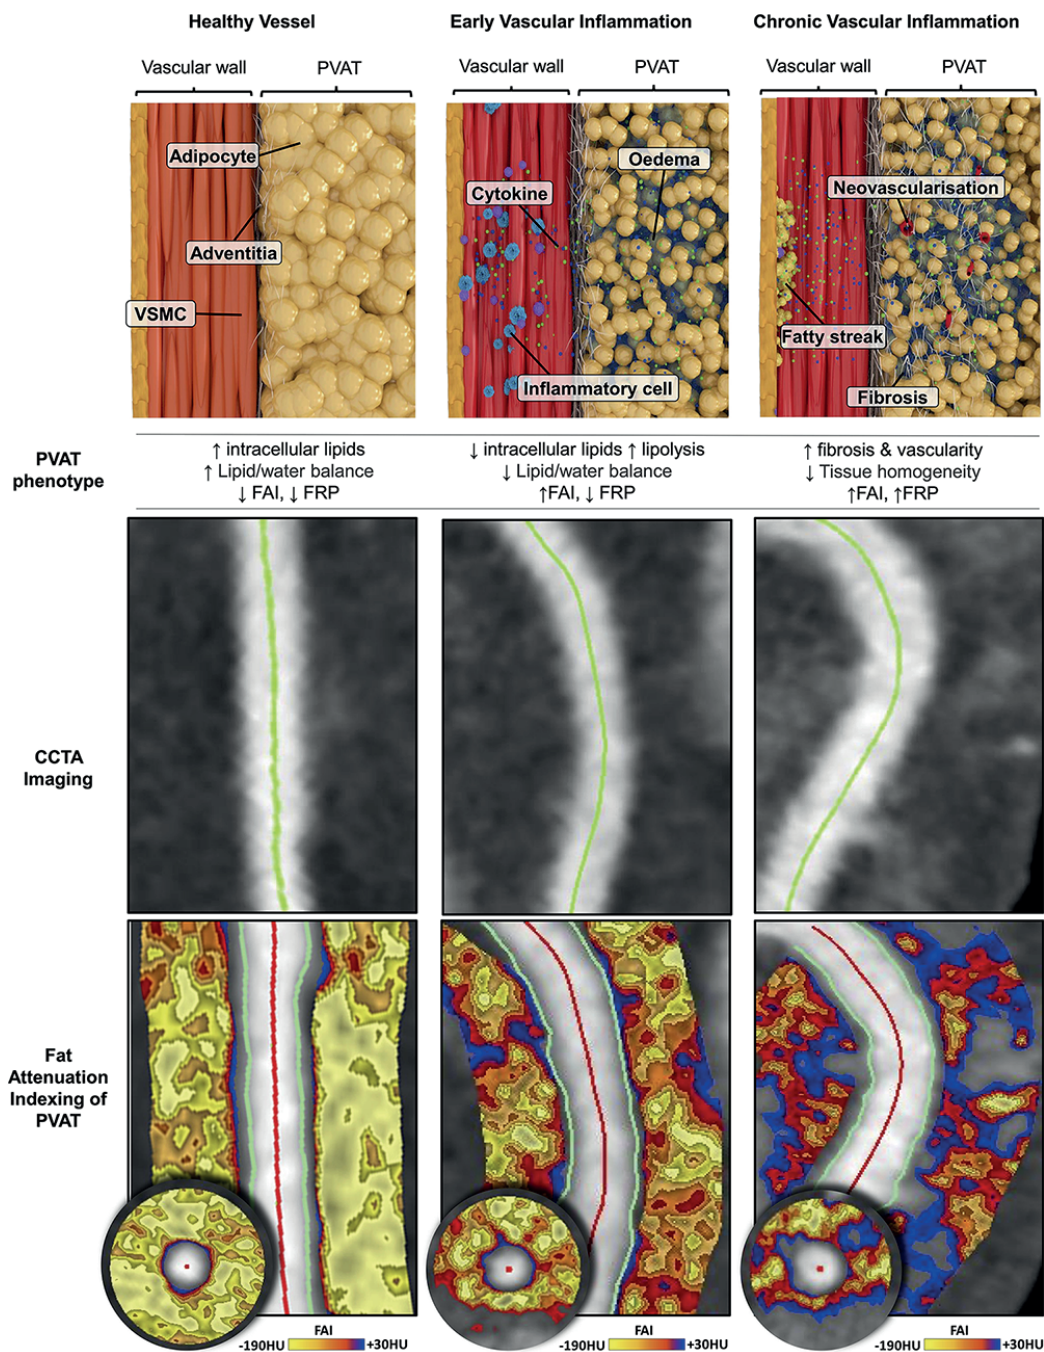 Healthy Vessel
Early Vascular Inflammation
Chronic Vascular Inflammation
Vascular wall
PVAT
Vascular wall
PVAT
Vascular wall
PVAT
Adipocyte
Adventitia
VSMC
Oedema
Cytokine
Inflammatory cell
Neovascularisation
Fatty streak
Fibrosis
PVAT
phenotype
↑ intracellular lipids
↑ Lipid/water balance
↓ FAI, ↓ FRP
↓ intracellular lipids ↑ lipolysis
↓ Lipid/water balance
↑FAI, ↓ FRP
↑ fibrosis & vascularity
↓ Tissue homogeneity
↑FAI, ↑FRP
CCTA
Imaging
Fat
Attenuation
Indexing of
PVAT
FAI
-190HU +30HU
FAI
-190HU +30HU
FAI
-190HU +30HU